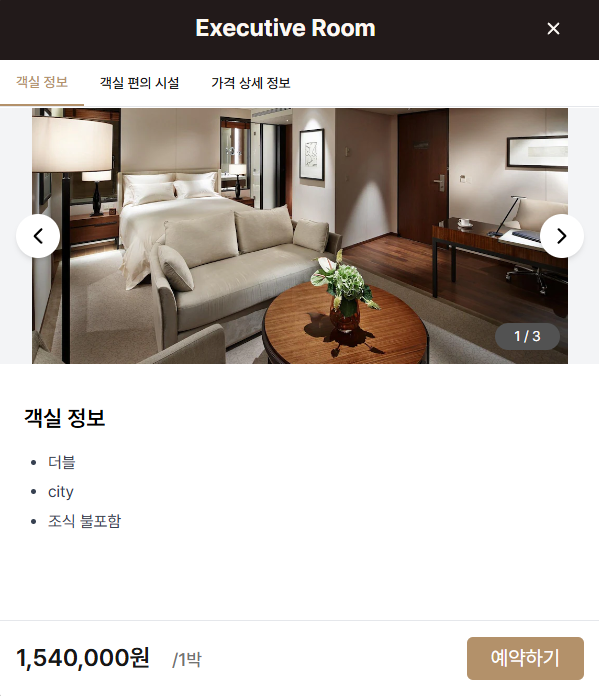 Executive Room
객실 정보 객실 편의 시설 가격 상세 정보
1 / 3
객실 정보
더블
city
조식 불포함
1,540,000원 /1박 예약하기